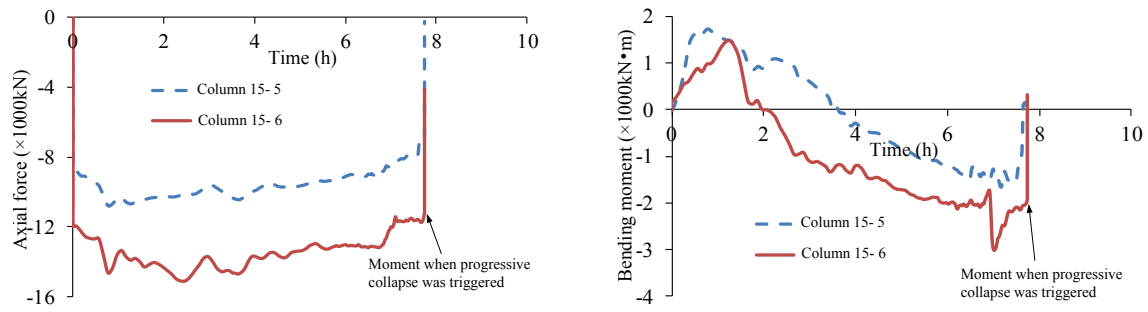 0
0
2
4
6
8
10
Time (h)
-4
-8
-12
-16
Axial force (×1000kN)
Column 15- 5
Column 15- 6
Moment when progressive
collapse was triggered
2
1
0
-1
-2
-3
-4
0
2
4
6
8
10
Time (h)
Bending moment (×1000kN•m)
Column 15- 5
Column 15- 6
Moment when progressive
collapse was triggered